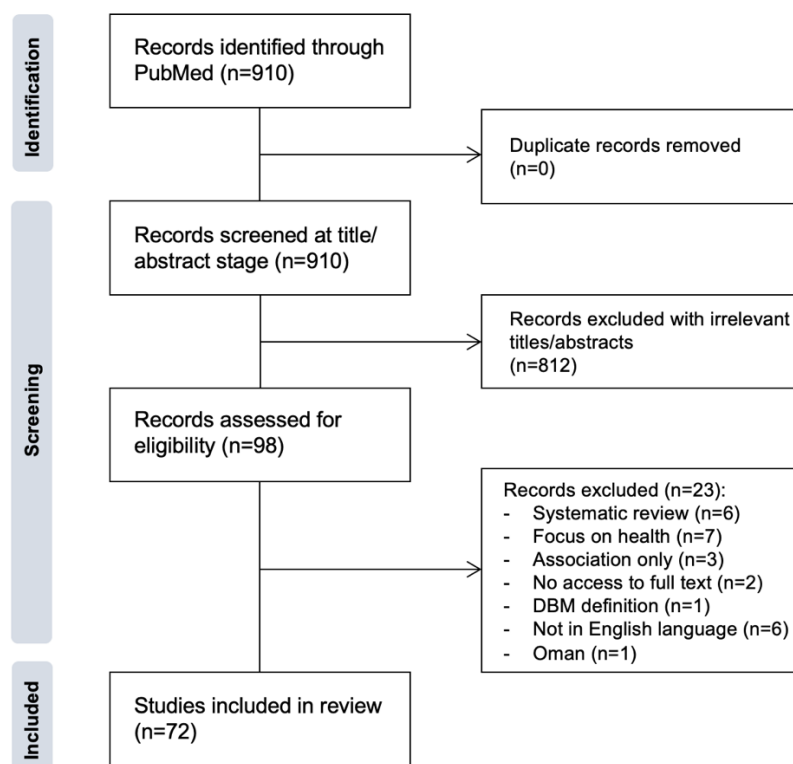 Identification
Records identified through
PubMed (n=910)
Duplicate records removed
(n=0)
Screening
Records screened at title/
abstract stage (n=910)
Records excluded with irrelevant
titles/abstracts
(n=812)
Records assessed for
eligibility (n=98)
Records excluded (n=23):
- Systematic review (n=6)
- Focus on health (n=7)
- Association only (n=3)
- No access to full text (n=2)
- DBM definition (n=1)
- Not in English language (n=6)
- Oman (n=1)
Included
Studies included in review
(n=72)